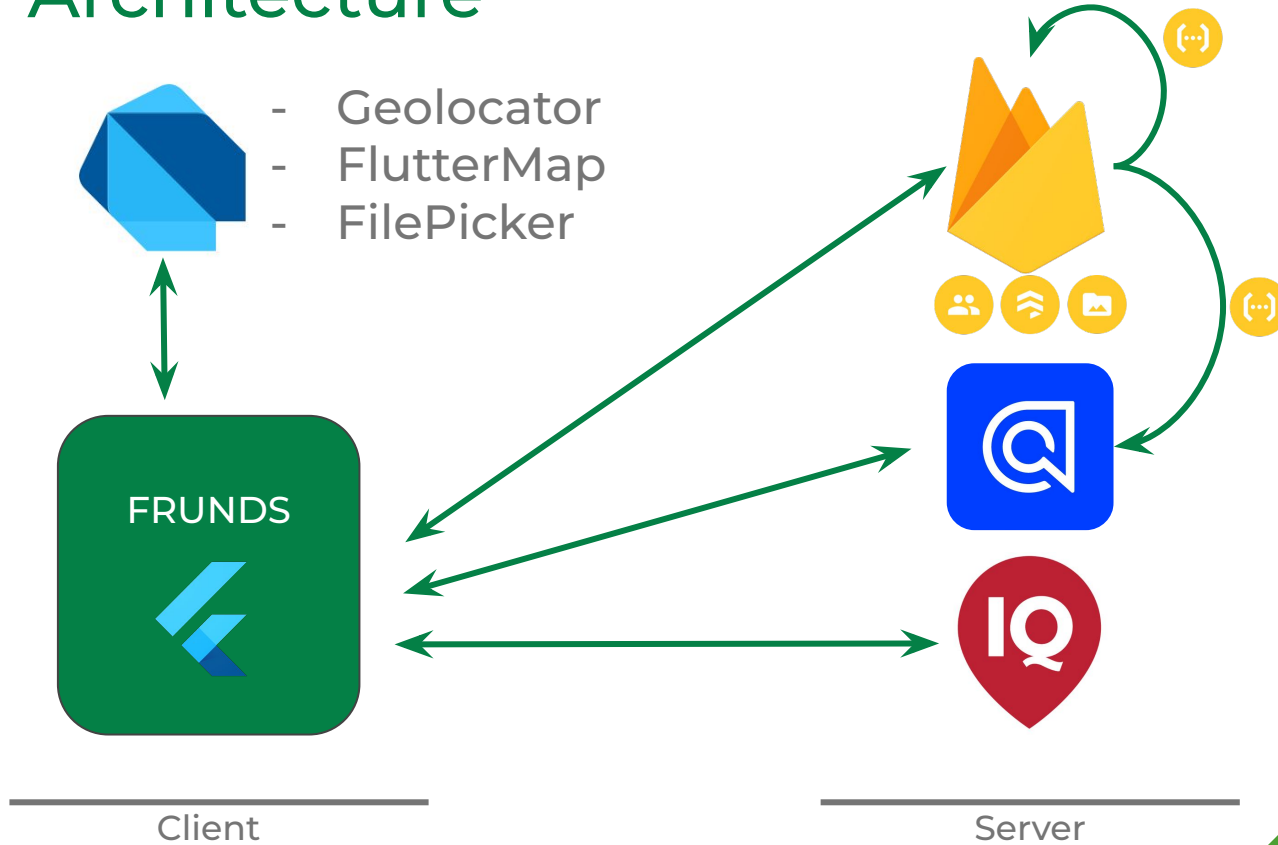 Architecture
- Geolocator
- FlutterMap
- FilePicker
FRUNDS
IQ
Client
Server